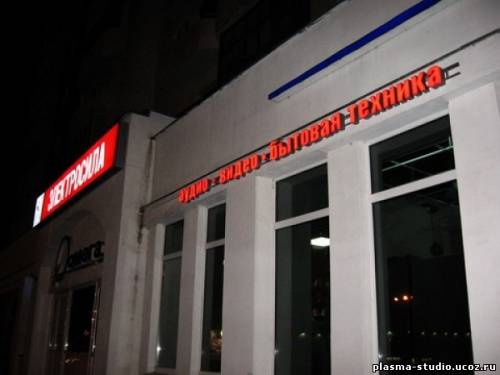 ЭЛЕКТРОСИЛА
аудио - видео - бытовая техника
plasma-studio.ucoz.ru